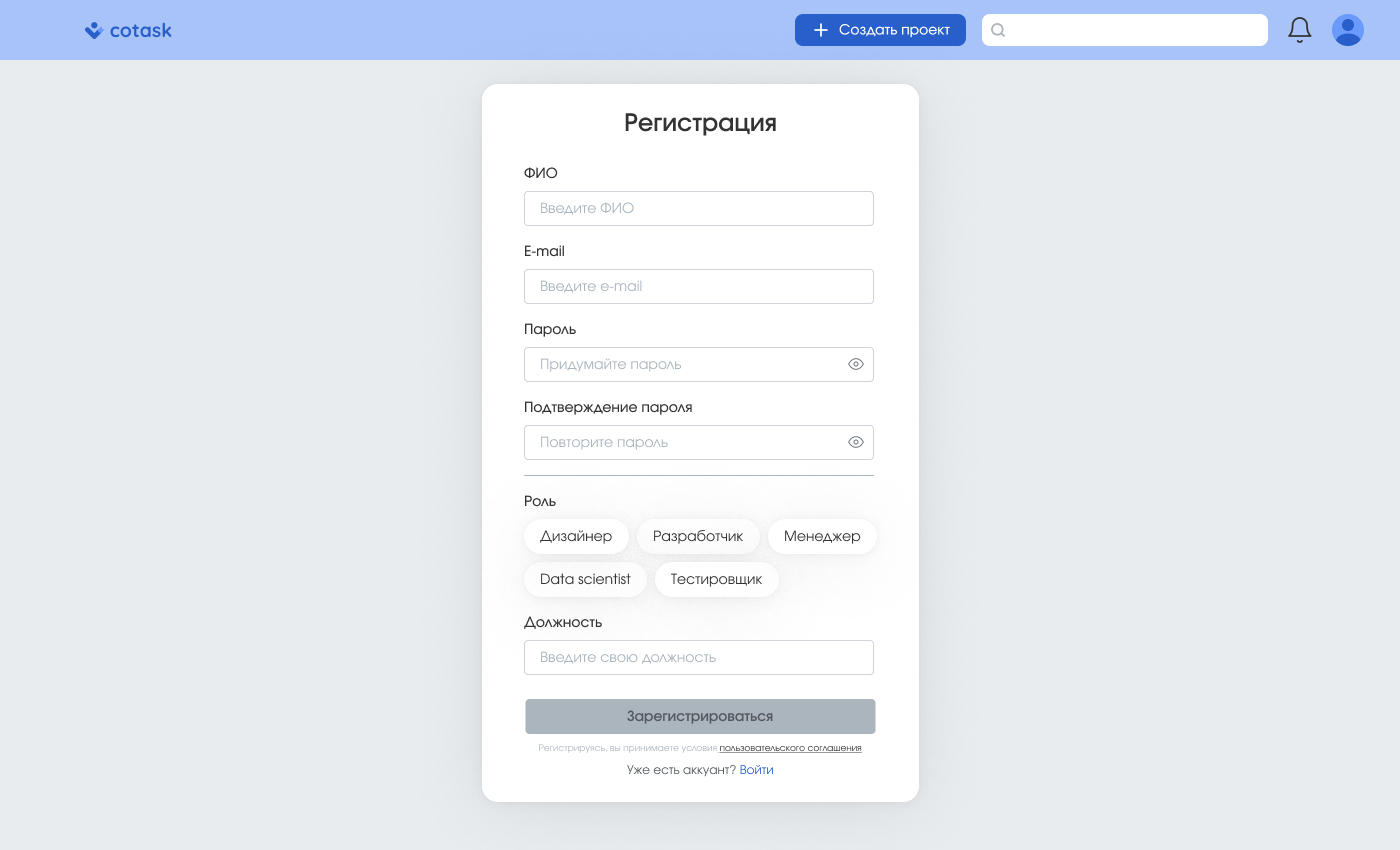 cotask
Создать проект
Регистрация
ФИО
Введите ФИО
E-mail
Введите e-mail
Пароль
Придумайте пароль
Подтверждение пароля
Повторите пароль
Роль
Дизайнер Разработчик Менеджер
Data scientist Тестировщик
Должность
Введите свою должность
Зарегистрироваться
Регистрируясь, вы принимаете условия пользовательского соглашения
Уже есть аккуант? Войти